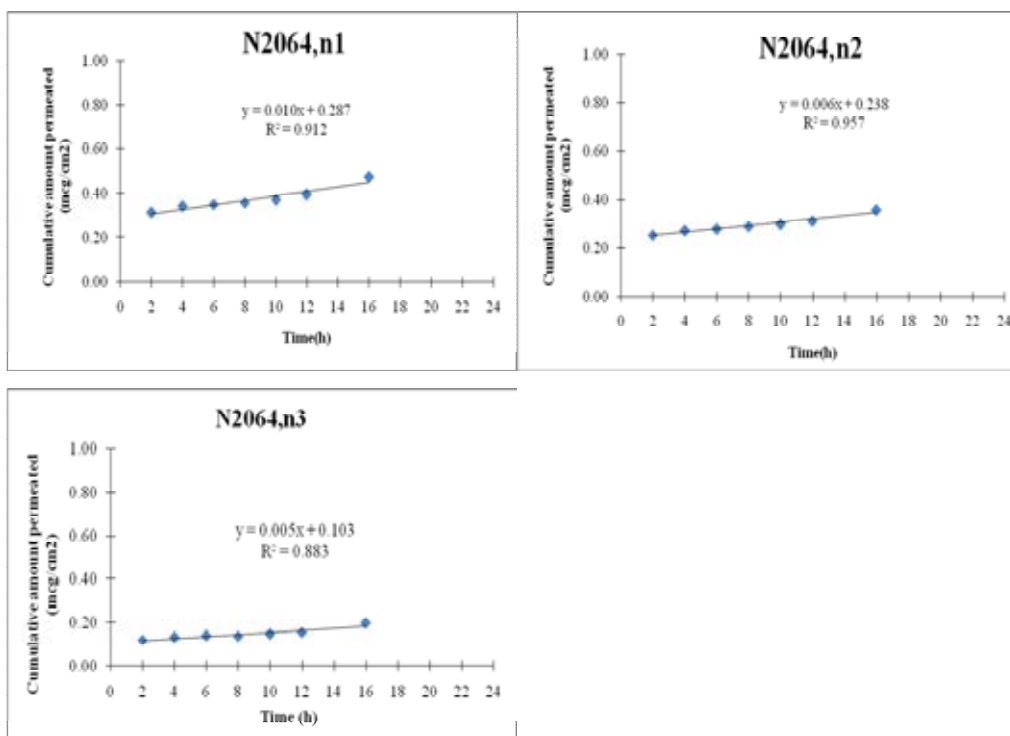 N2064,n1
Cumulative amount permeated
(mcg/cm2)
1.00
0.80
0.60
0.40
0.20
0.00
y = 0.010x + 0.287
R² = 0.912
0 2 4 6 8 10 12 14 16 18 20 22 24
Time(h)
N2064,n2
Cumulative amount permeated
(mcg/cm2)
1.00
0.80
0.60
0.40
0.20
0.00
y = 0.006x + 0.238
R² = 0.957
0 2 4 6 8 10 12 14 16 18 20 22 24
Time(h)
N2064,n3
Cumulative amount permeated
(mcg/cm2)
1.00
0.80
0.60
0.40
0.20
0.00
y = 0.005x + 0.103
R² = 0.883
0 2 4 6 8 10 12 14 16 18 20 22 24
Time (h)